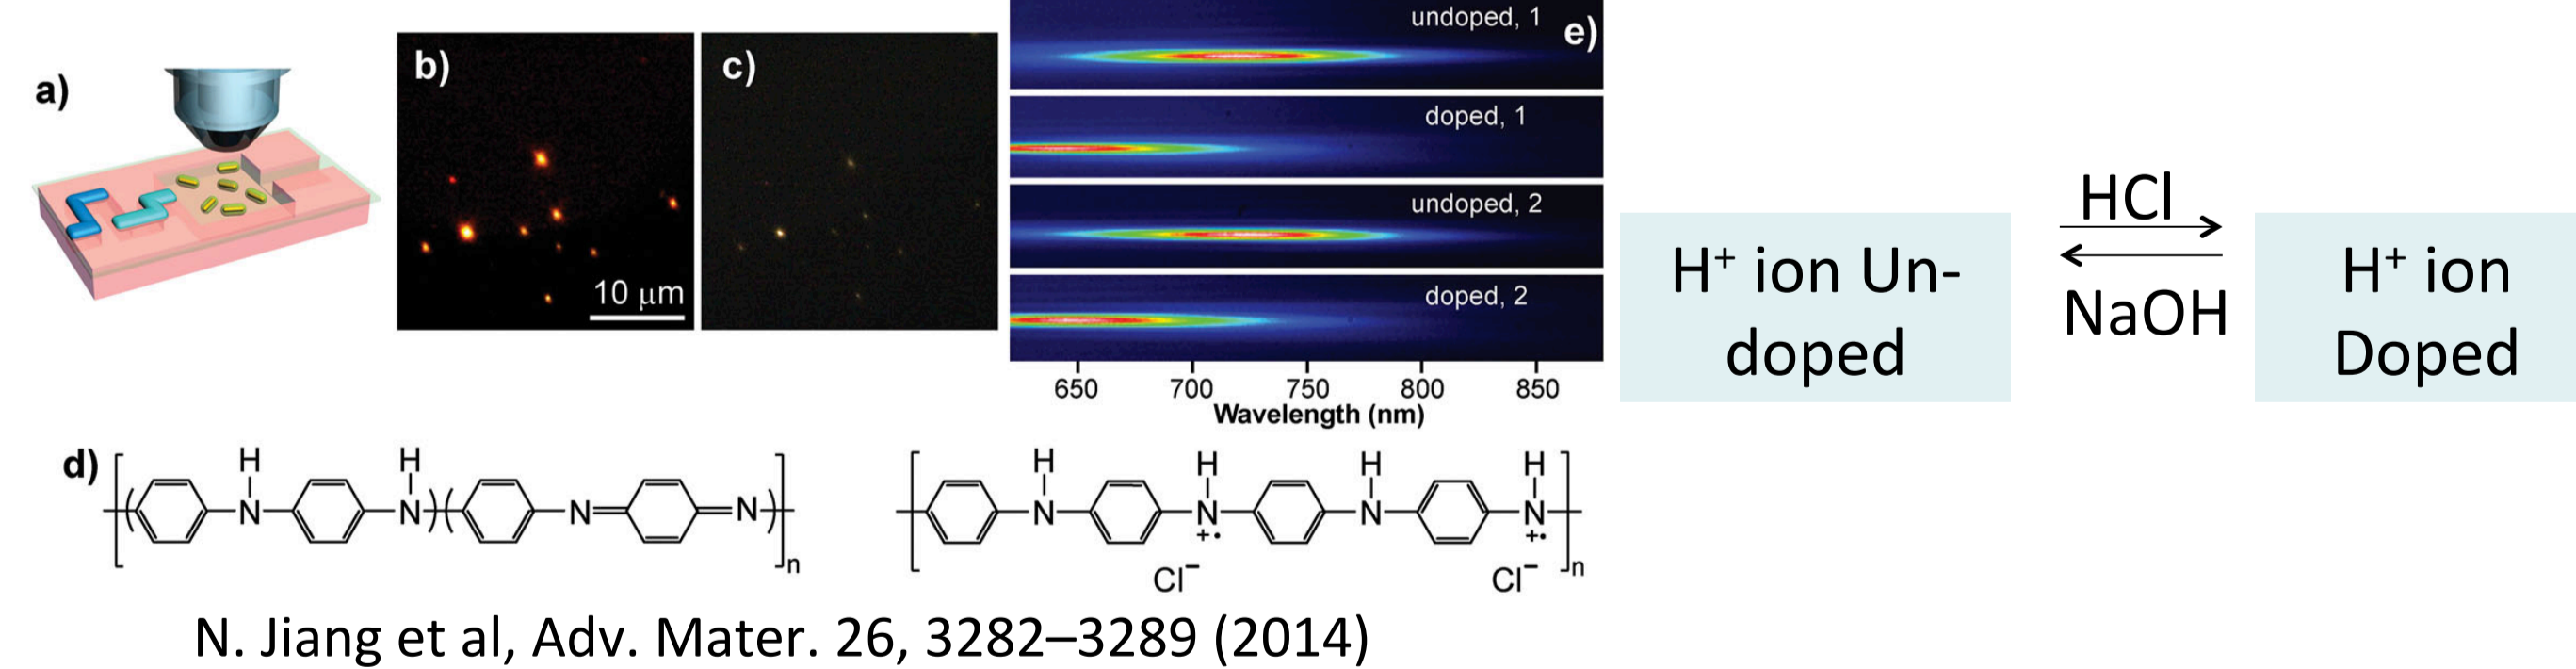 a)
b)
10 μm
c)
undoped, 1
e)
doped, 1
undoped, 2
doped, 2
650 700 750 800 850
Wavelength (nm)
H⁺ ion Un-
doped
HCl
NaOH
H⁺ ion
Doped
d)
H H H H H H
N N N N N N N N
+• +•
n n
Cl⁻ Cl⁻
N. Jiang et al, Adv. Mater. 26, 3282–3289 (2014)